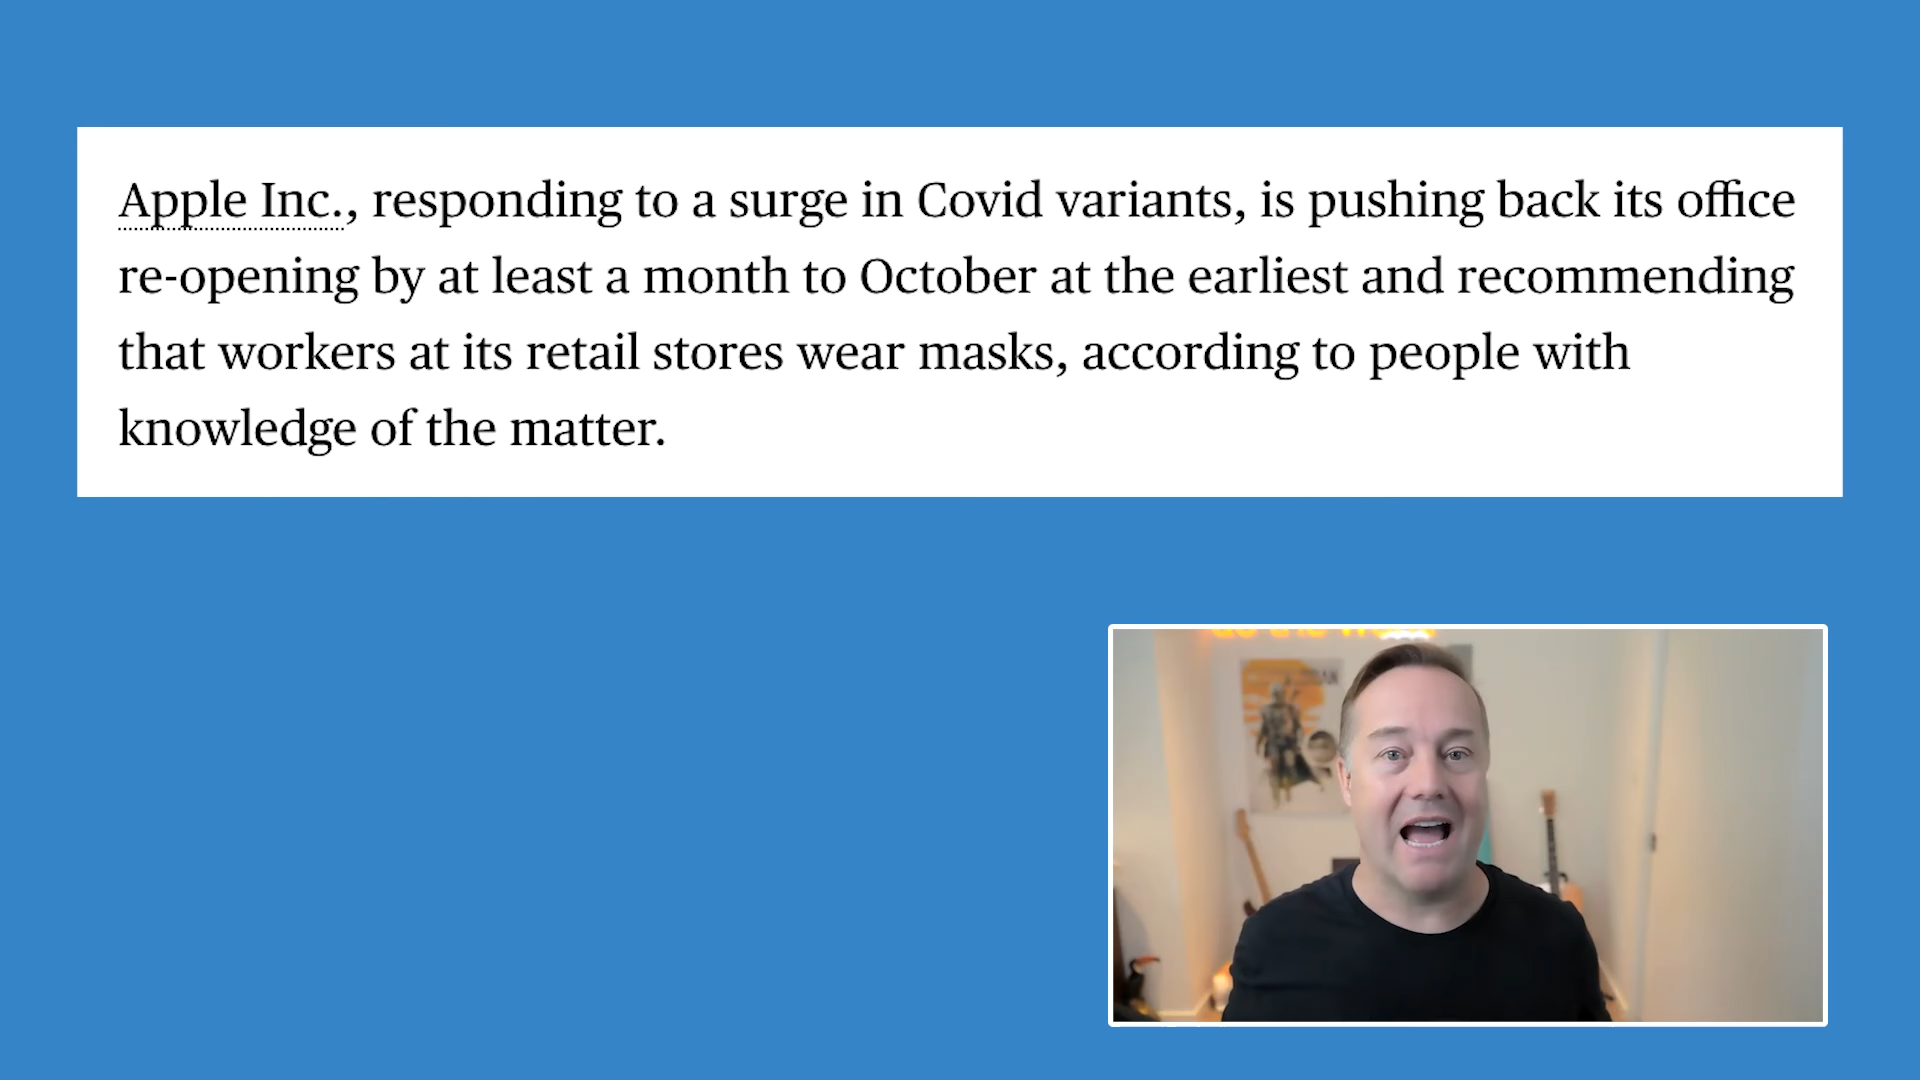 Apple Inc., responding to a surge in Covid variants, is pushing back its office
re-opening by at least a month to October at the earliest and recommending
that workers at its retail stores wear masks, according to people with
knowledge of the matter.